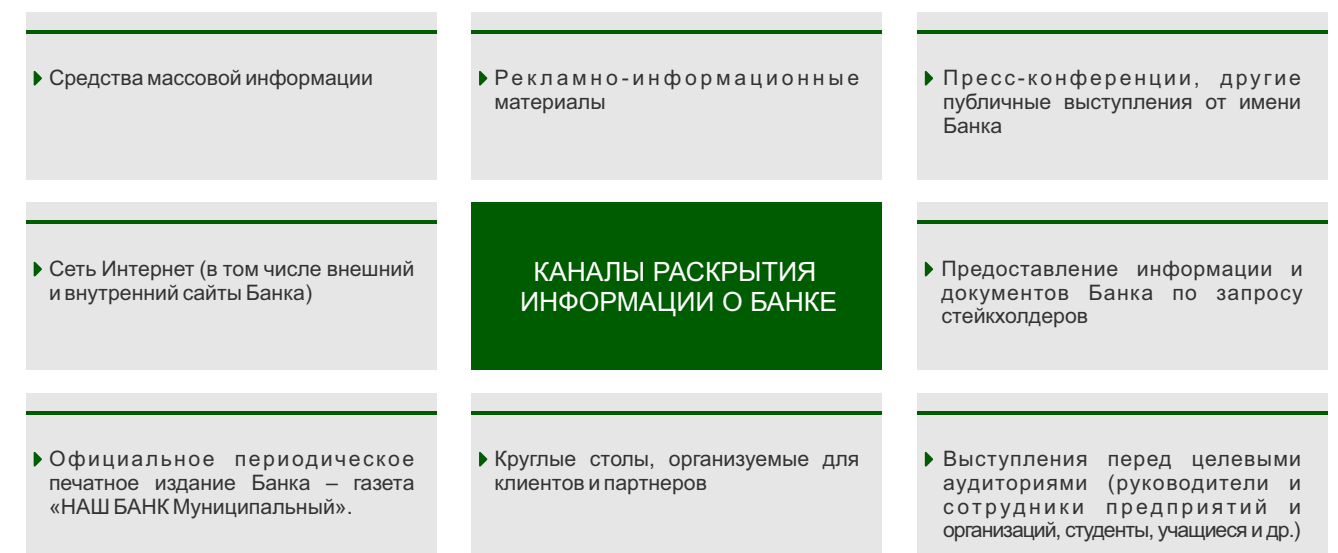 Средства массовой информации
Рекламно-информационные
материалы
Пресс-конференции, другие
публичные выступления от имени
Банка
Сеть Интернет (в том числе внешний
и внутренний сайты Банка)
КАНАЛЫ РАСКРЫТИЯ
ИНФОРМАЦИИ О БАНКЕ
Предоставление информации и
документов Банка по запросу
стейкхолдеров
Официальное периодическое
печатное издание Банка – газета
«НАШ БАНК Муниципальный».
Круглые столы, организуемые для
клиентов и партнеров
Выступления перед целевыми
аудиториями (руководители и
сотрудники предприятий и
организаций, студенты, учащиеся и др.)